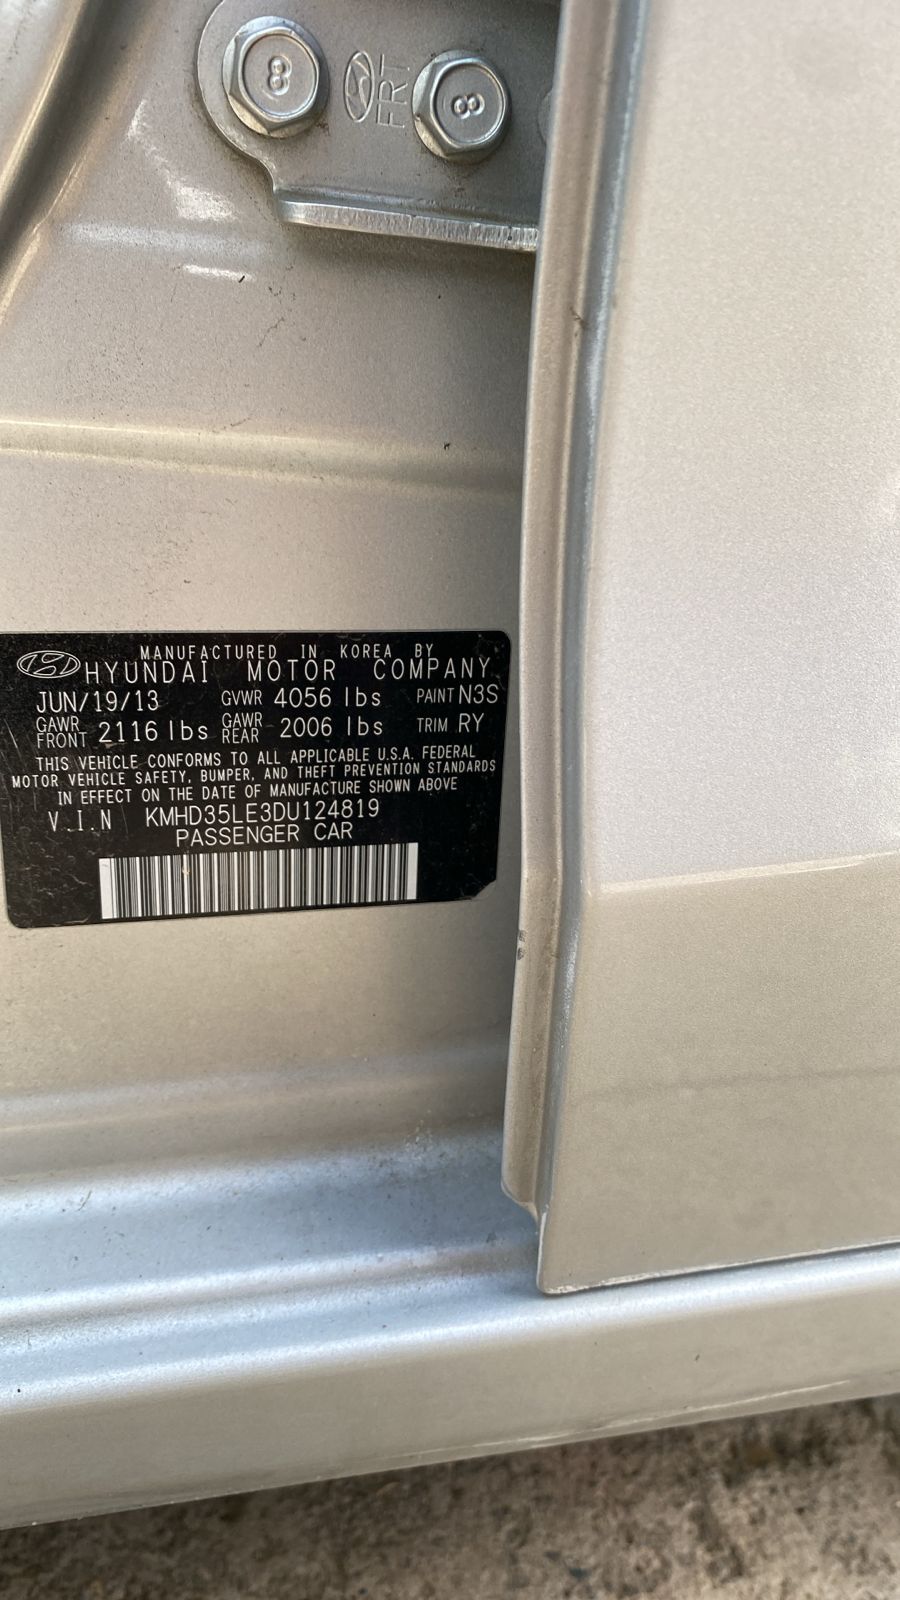 8
FRT
8
MANUFACTURED IN KOREA BY
HYUNDAI MOTOR COMPANY
JUN/19/13 GVWR 4056 lbs PAINT N3S
GAWR FRONT 2116 lbs GAWR REAR 2006 lbs TRIM RY
THIS VEHICLE CONFORMS TO ALL APPLICABLE U.S.A. FEDERAL
MOTOR VEHICLE SAFETY, BUMPER, AND THEFT PREVENTION STANDARDS
IN EFFECT ON THE DATE OF MANUFACTURE SHOWN ABOVE
V.I.N KMHD35LE3DU124819
PASSENGER CAR